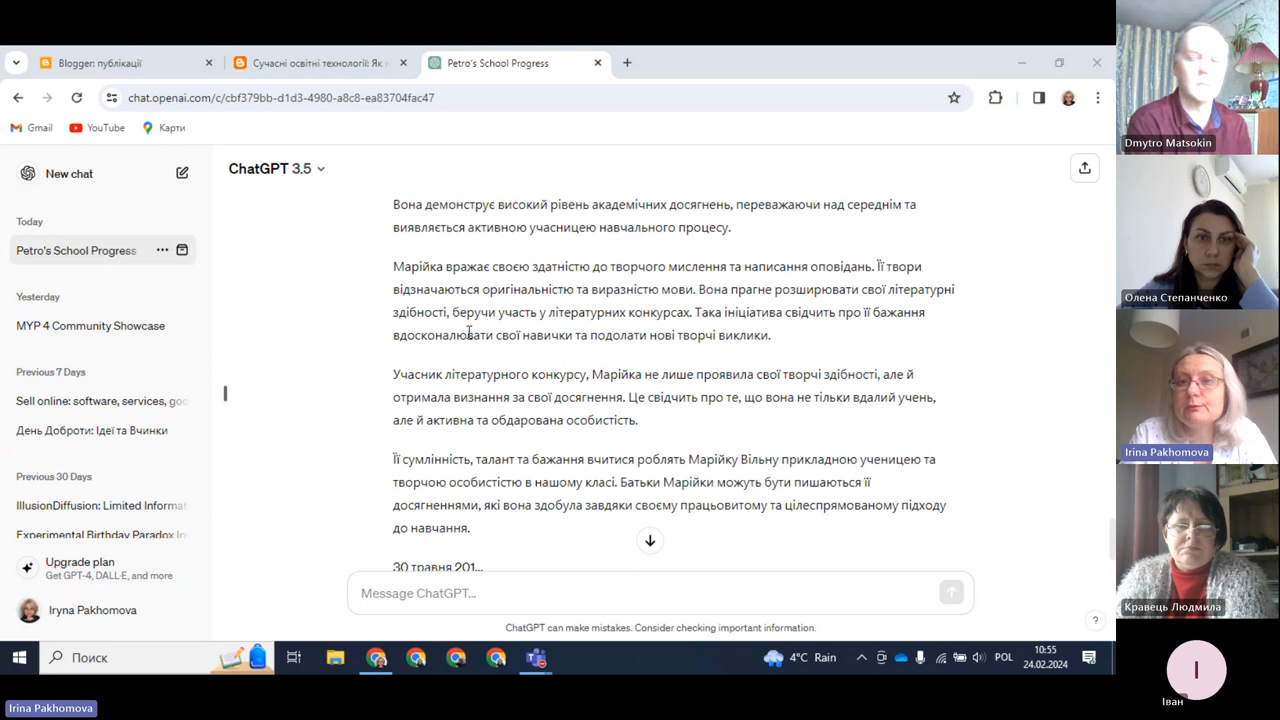 Blogger: публікації
Сучасні освітні технології: Як н
Petro's School Progress
chat.openai.com/c/cbf379bb-d1d3-4980-a8c8-ea83704fac47
Gmail
YouTube
Карти
New chat
Today
Petro's School Progress
Yesterday
MYP 4 Community Showcase
Previous 7 Days
Sell online: software, services, goo
День Доброти: Ідеї та Вчинки
Previous 30 Days
IllusionDiffusion: Limited Informat
Experimental Birthday Paradox In
Upgrade plan
Get GPT-4, DALL·E, and more
Iryna Pakhomova
ChatGPT 3.5
Вона демонструє високий рівень академічних досягнень, переважаючи над середнім та
виявляється активною учасницею навчального процесу.
Марійка вражає своєю здатністю до творчого мислення та написання оповідань. Її твори
відзначаються оригінальністю та виразністю мови. Вона прагне розширювати свої літературні
здібності, беручи участь у літературних конкурсах. Така ініціатива свідчить про її бажання
вдосконалювати свої навички та подолати нові творчі виклики.
Учасник літературного конкурсу, Марійка не лише проявила свої творчі здібності, але й
отримала визнання за свої досягнення. Це свідчить про те, що вона не тільки вдалий учень,
але й активна та обдарована особистість.
Її сумлінність, талант та бажання вчитися роблять Марійку Вільну прикладною ученицею та
творчою особистістю в нашому класі. Батьки Марійки можуть бути пишаються її
досягненнями, які вона здобула завдяки своєму працьовитому та цілеспрямованому підходу
до навчання.
30 травня 201...
Message ChatGPT...
ChatGPT can make mistakes. Consider checking important information.
?
Поиск
4°C Rain
POL
10:55
24.02.2024
Dmytro Matsokin
Олена Степанченко
Irina Pakhomova
Кравець Людмила
І
Іван
Irina Pakhomova